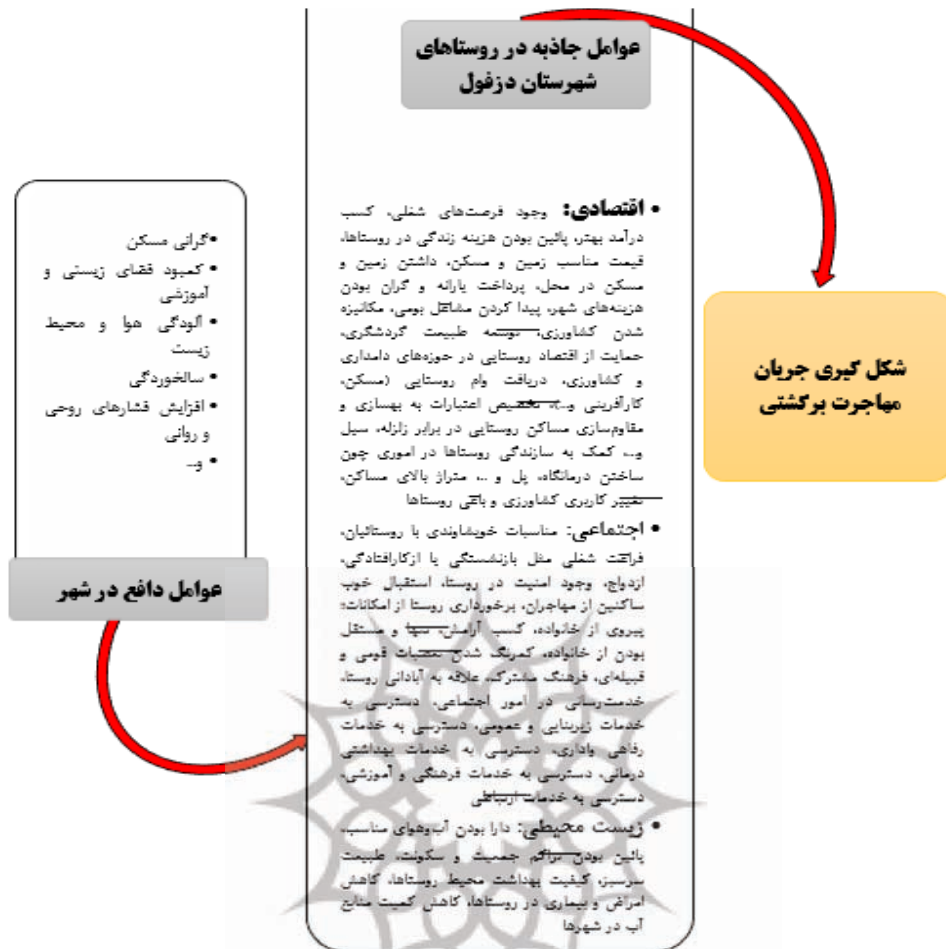 عوامل جاذبه در روستاهای
شهرستان دزفول
• اقتصادی: وجود فرصت‌های شغلی، کسب
درآمد بهتر، پائین بودن هزینه زندگی در روستاها،
قیمت مناسب زمین و مسکن، داشتن زمین و
مسکن در محل، پرداخت یارانه و گران بودن
هزینه‌های شهر، پیدا کردن مشاغل بومی، مکانیزه
شدن کشاورزی، توسعه طبیعت گردشگری،
حمایت از اقتصاد روستایی در حوزه‌های دامداری
و کشاورزی، دریافت وام روستایی (مسکن،
کارآفرینی و...)، تخصیص اعتبارات به بهسازی و
مقاوم‌سازی مساکن روستایی در برابر زلزله، سیل
و... کمک به سازندگی روستاها در اموری چون
ساختن درمانگاه، پل و ...، متراژ بالای مساکن،
تغییر کاربری کشاورزی و باغی روستاها
• اجتماعی: مناسبات خویشاوندی با روستائیان،
فراغت شغلی مثل بازنشستگی یا ازکارافتادگی،
ازدواج، وجود امنیت در روستا، استقبال خوب
ساکنین از مهاجران، برخورداری روستا از امکانات؛
پیروی از خانواده، کسب آرامش، تنها و مستقل
بودن از خانواده، کمرنگ شدن تعصبات قومی و
قبیله‌ای، فرهنگ مشترک، علاقه به آبادانی روستا،
خدمت‌رسانی در امور اجتماعی، دسترسی به
خدمات زیربنایی و عمومی، دسترسی به خدمات
رفاهی واداری، دسترسی به خدمات بهداشتی
درمانی، دسترسی به خدمات فرهنگی و آموزشی،
دسترسی به خدمات ارتباطی
• زیست محیطی: دارا بودن آب‌وهوای مناسب،
پائین بودن تراکم جمعیت و سکونت، طبیعت
سرسبز، کیفیت بهداشت محیط روستاها، کاهش
امراض و بیماری در روستاها، کاهش کمیت منابع
آب در شهرها
•گرانی مسکن
• کمبود فضای زیستی و
آموزشی
• آلودگی هوا و محیط
زیست
• سالخوردگی
• افزایش فشارهای روحی
و روانی
• و...
عوامل دافع در شهر
شکل گیری جریان
مهاجرت برگشتی